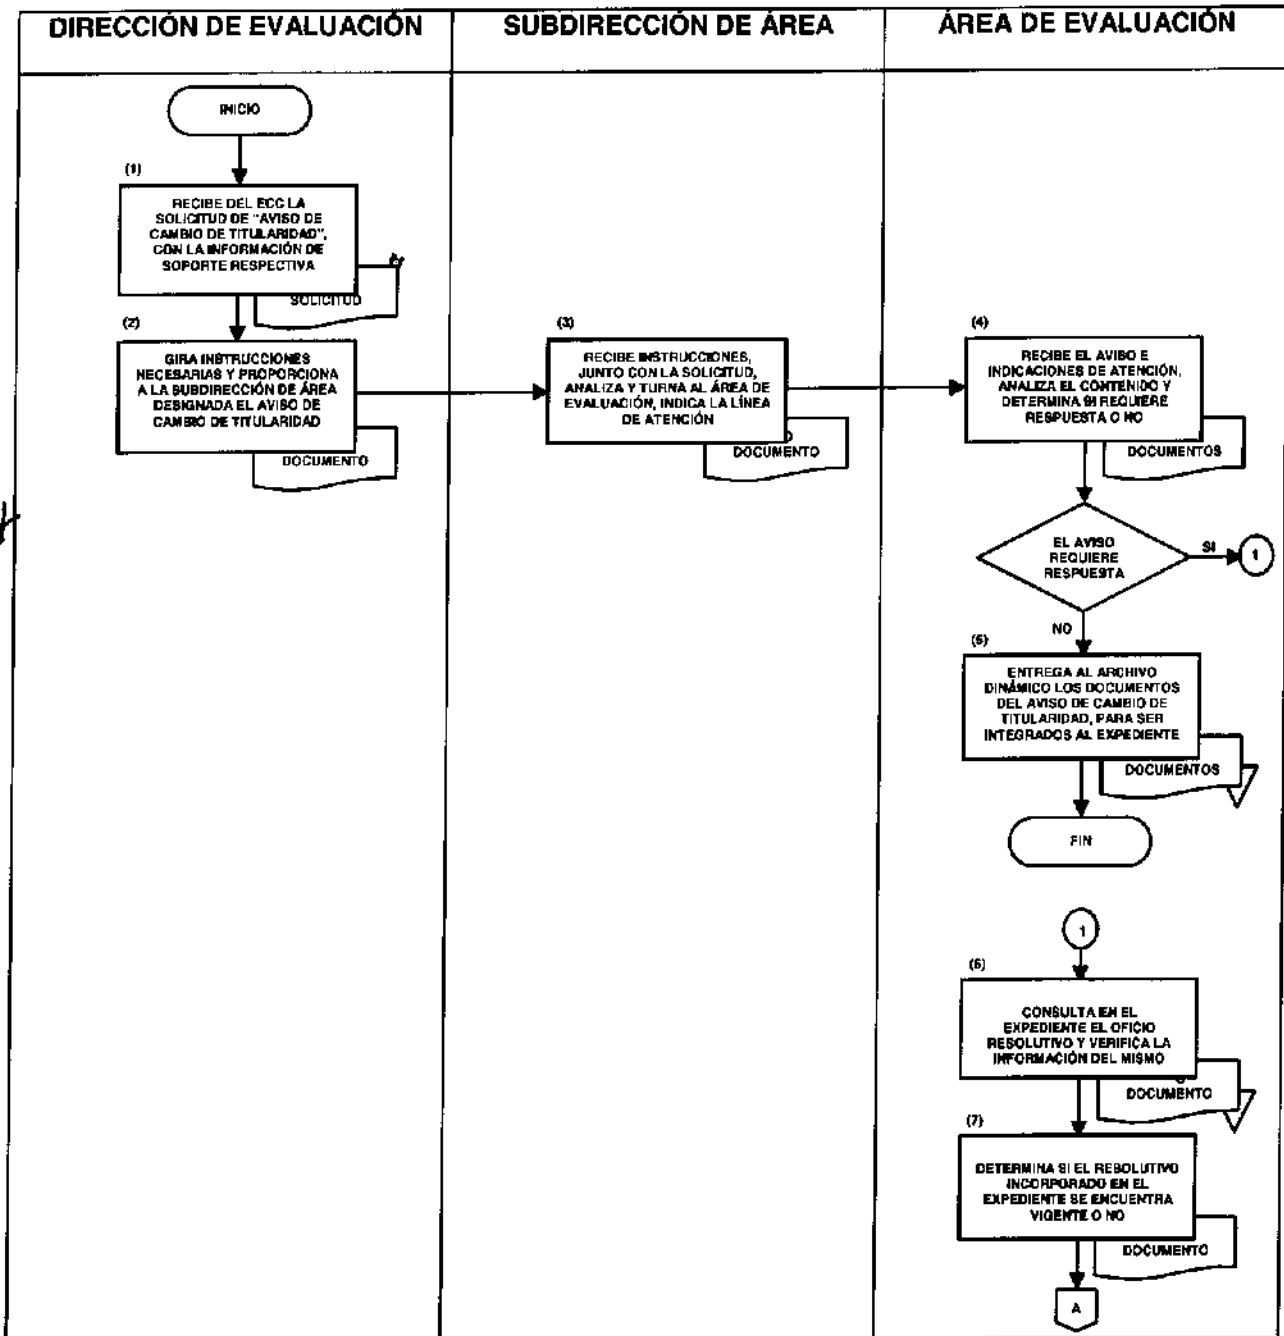 DIRECCIÓN DE EVALUACIÓN
SUBDIRECCIÓN DE ÁREA
ÁREA DE EVALUACIÓN
INICIO
(1)
RECIBE DEL ECC LA
SOLICITUD DE "AVISO DE
CAMBIO DE TITULARIDAD",
CON LA INFORMACIÓN DE
SOPORTE RESPECTIVA
SOLICITUD
(2)
GIRA INSTRUCCIONES
NECESARIAS Y PROPORCIONA
A LA SUBDIRECCIÓN DE ÁREA
DESIGNADA EL AVISO DE
CAMBIO DE TITULARIDAD
DOCUMENTO
(3)
RECIBE INSTRUCCIONES,
JUNTO CON LA SOLICITUD,
ANALIZA Y TURNA AL ÁREA DE
EVALUACIÓN, INDICA LA LÍNEA
DE ATENCIÓN
DOCUMENTO
(4)
RECIBE EL AVISO E
INDICACIONES DE ATENCIÓN,
ANALIZA EL CONTENIDO Y
DETERMINA SI REQUIERE
RESPUESTA O NO
DOCUMENTOS
EL AVISO
REQUIERE
RESPUESTA
SI
1
NO
(5)
ENTREGA AL ARCHIVO
DINÁMICO LOS DOCUMENTOS
DEL AVISO DE CAMBIO DE
TITULARIDAD, PARA SER
INTEGRADOS AL EXPEDIENTE
DOCUMENTOS
FIN
1
(6)
CONSULTA EN EL
EXPEDIENTE EL OFICIO
RESOLUTIVO Y VERIFICA LA
INFORMACIÓN DEL MISMO
DOCUMENTO
(7)
DETERMINA SI EL RESOLUTIVO
INCORPORADO EN EL
EXPEDIENTE SE ENCUENTRA
VIGENTE O NO
DOCUMENTO
A